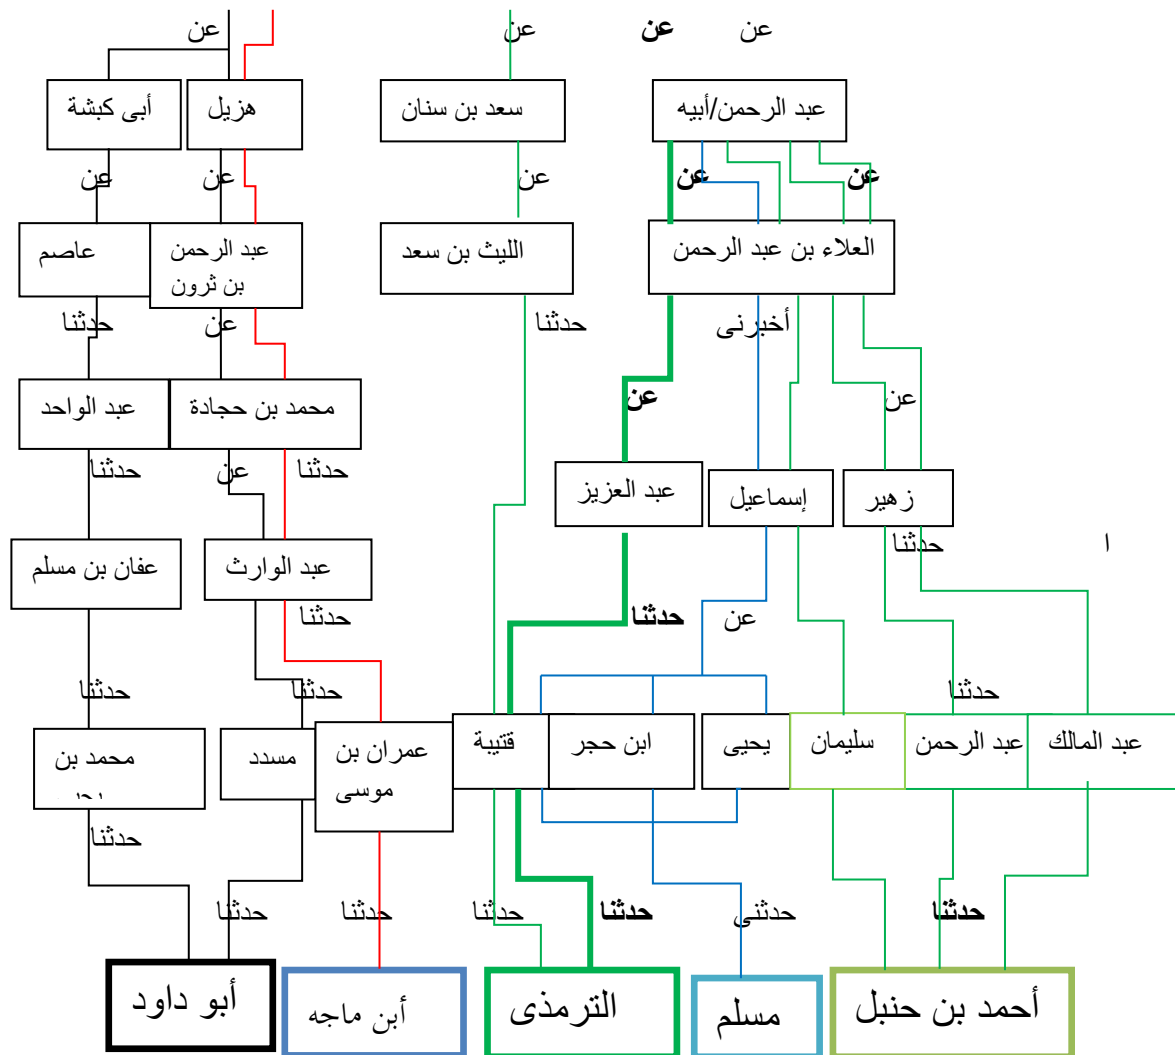 عن عن عن عن
عبد الرحمن/أبيه سعد بن سنان هزيل أبى كبشة
عن عن عن عن عن
العلاء بن عبد الرحمن الليث بن سعد عبد الرحمن عاصم
بن ثرون
أخبرنى حدثنا عن حدثنا
عن عن محمد بن حجادة عبد الواحد
حدثنا عن حدثنا
زهير إسماعيل عبد العزيز
ا حدثنا عبد الوارث عفان بن مسلم
عن حدثنا حدثنا
حدثنا حدثنا حدثنا
عبد المالك عبد الرحمن سليمان يحيى ابن حجر قتيبة عمران بن مسدد محمد بن
موسى
حدثنا
حدثنا حدثنى حدثنا حدثنا حدثنا حدثنا
أحمد بن حنبل مسلم الترمذى أبن ماجه أبو داود